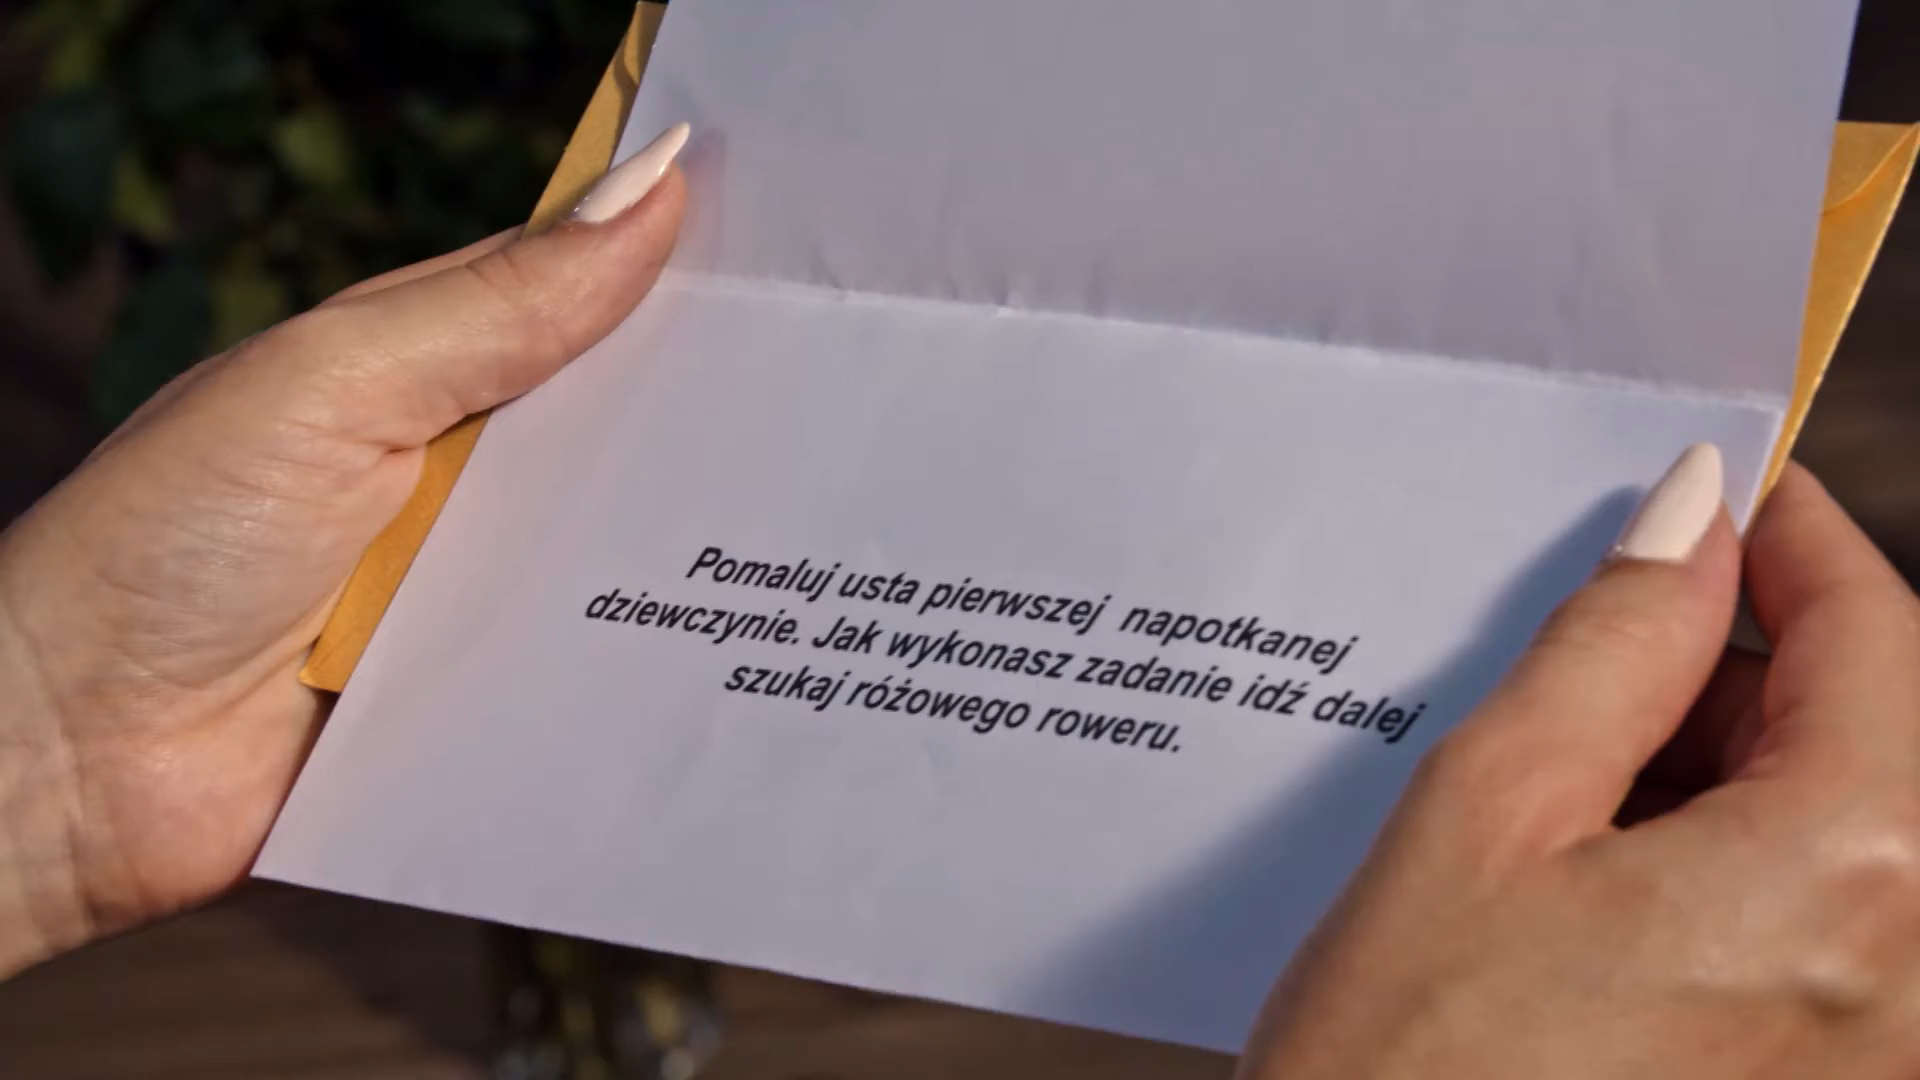 Pomaluj usta pierwszej napotkanej
dziewczynie. Jak wykonasz zadanie idź dalej
szukaj różowego roweru.